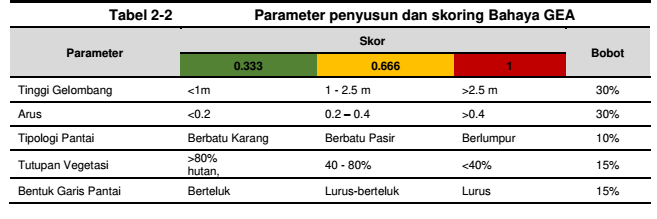 Tabel 2-2 Parameter penyusun dan skoring Bahaya GEA
Parameter Skor Bobot
0.333 0.666 1
Tinggi Gelombang <1m 1 - 2.5 m >2.5 m 30%
Arus <0.2 0.2 – 0.4 >0.4 30%
Tipologi Pantai Berbatu Karang Berbatu Pasir Berlumpur 10%
Tutupan Vegetasi >80% hutan, 40 - 80% <40% 15%
Bentuk Garis Pantai Berteluk Lurus-berteluk Lurus 15%